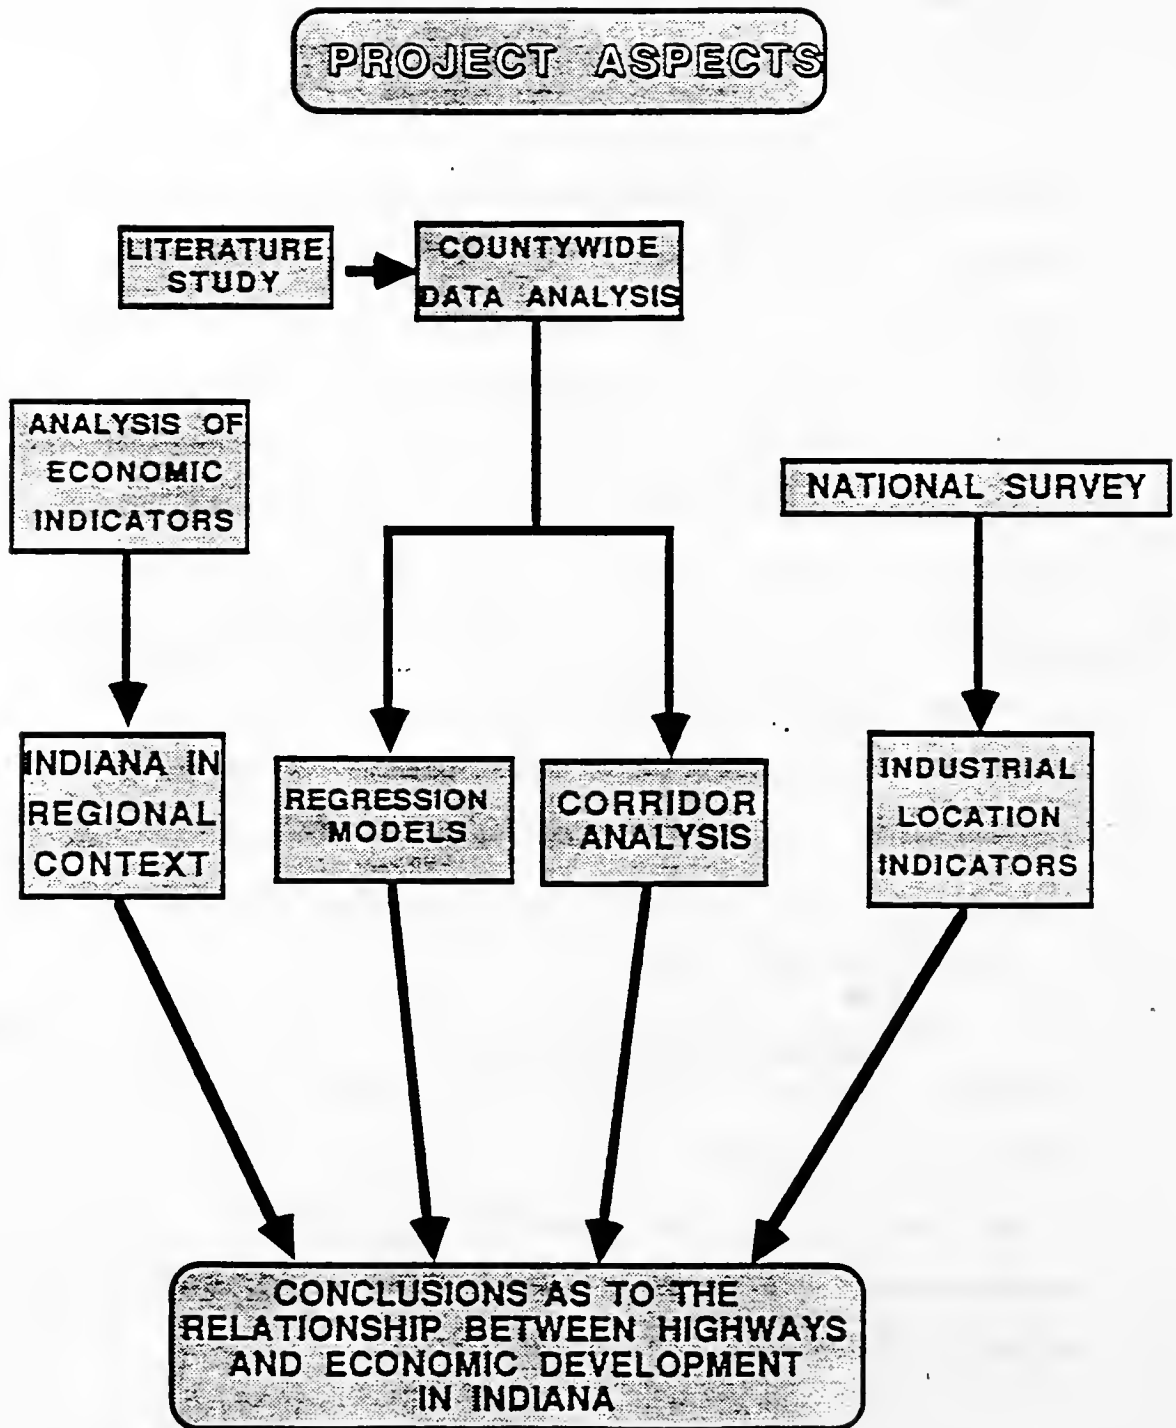 PROJECT ASPECTS
LITERATURE
STUDY
COUNTYWIDE
DATA ANALYSIS
ANALYSIS OF
ECONOMIC
INDICATORS
NATIONAL SURVEY
INDIANA IN
REGIONAL
CONTEXT
REGRESSION
MODELS
CORRIDOR
ANALYSIS
INDUSTRIAL
LOCATION
INDICATORS
CONCLUSIONS AS TO THE
RELATIONSHIP BETWEEN HIGHWAYS
AND ECONOMIC DEVELOPMENT
IN INDIANA